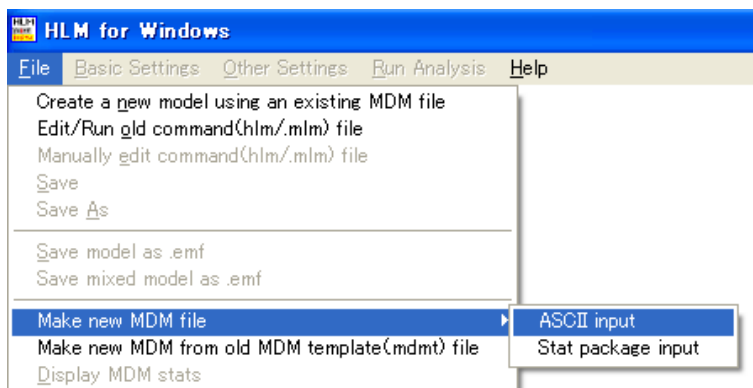 HLM for Windows
File Basic Settings Other Settings Run Analysis Help
Create a new model using an existing MDM file
Edit/Run old command(hlm/.mlm) file
Manually edit command(hlm/.mlm) file
Save
Save As
Save model as .emf
Save mixed model as .emf
Make new MDM file
ASCII input
Make new MDM from old MDM template(mdmt) file
Stat package input
Display MDM stats